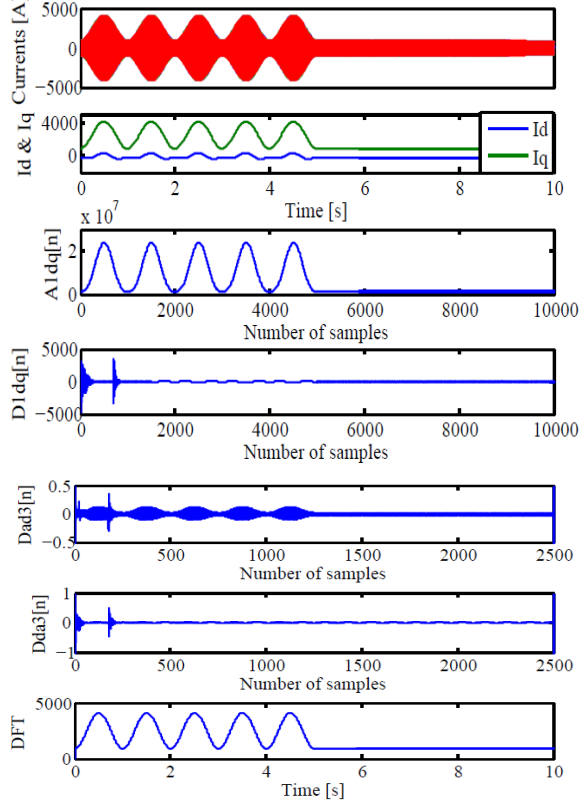 Currents [A]
5000
0
−5000
Id & Iq
4000
0
Id
Iq
0 2 4 6 8 10
Time [s]
x 10^7
A1dq[n]
2
0
0 2000 4000 6000 8000 10000
Number of samples
D1dq[n]
5000
0
−5000
0 2000 4000 6000 8000 10000
Number of samples
Dad3[n]
0.5
0
−0.5
0 500 1000 1500 2000 2500
Number of samples
Dda3[n]
1
0
−1
0 500 1000 1500 2000 2500
Number of samples
DFT
5000
0
0 2 4 6 8 10
Time [s]